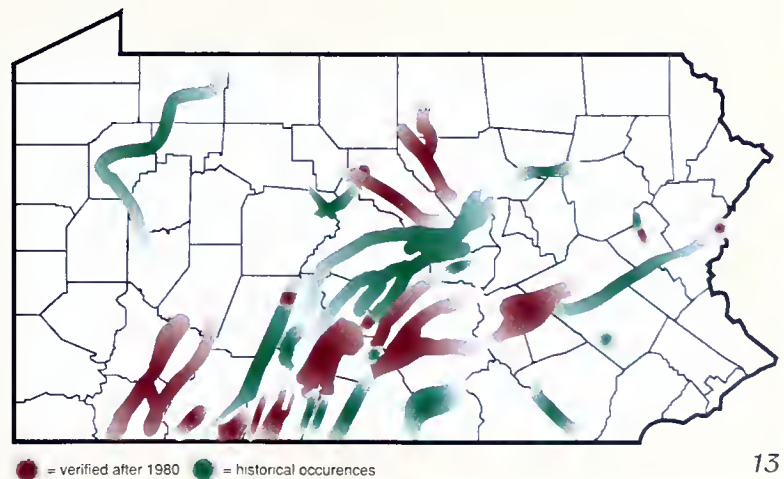 = verified after 1980 = historical occurences
13